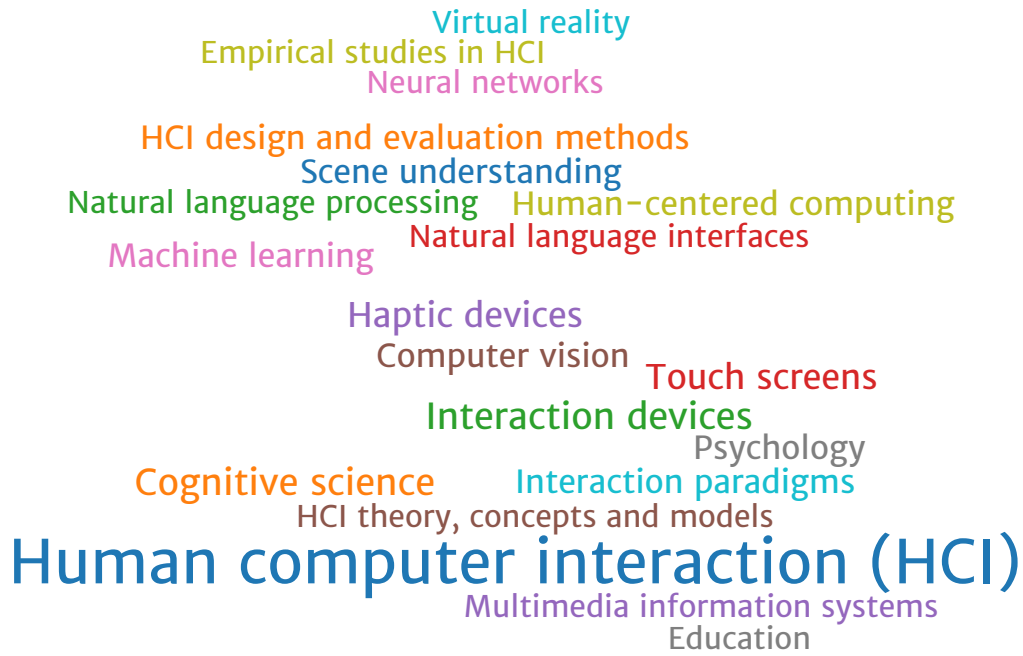 Virtual reality
Empirical studies in HCI
Neural networks
HCI design and evaluation methods
Scene understanding
Natural language processing
Human-centered computing
Natural language interfaces
Machine learning
Haptic devices
Computer vision
Touch screens
Interaction devices
Psychology
Cognitive science
Interaction paradigms
HCI theory, concepts and models
Human computer interaction (HCI)
Multimedia information systems
Education